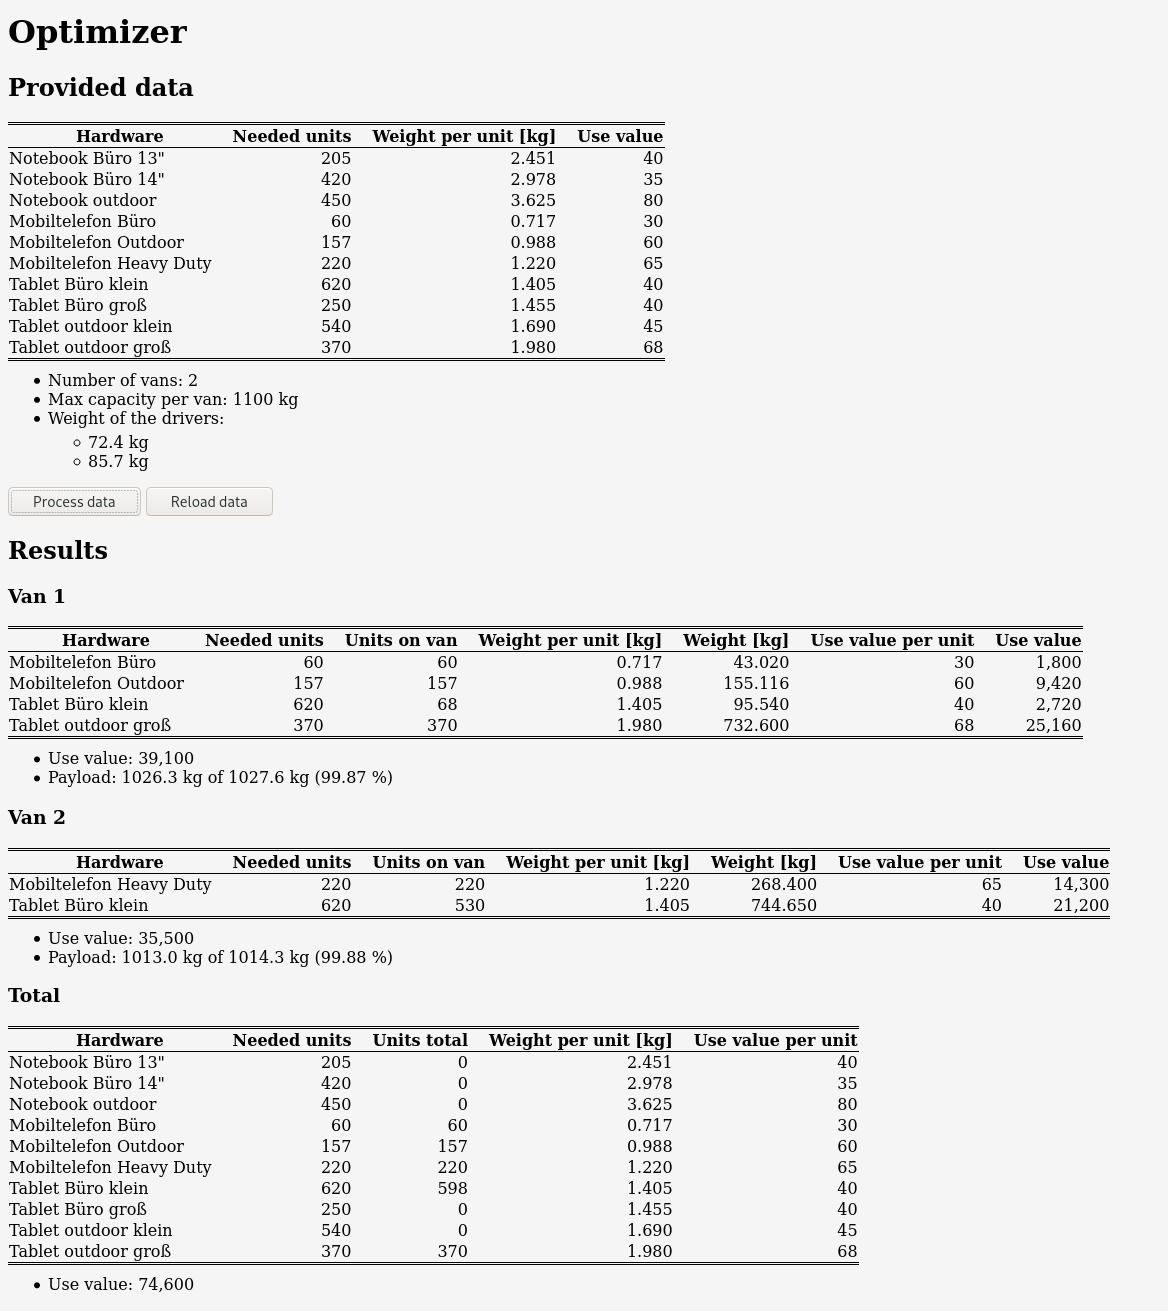 Optimizer
Provided data
Hardware Needed units Weight per unit [kg] Use value
Notebook Büro 13" 205 2.451 40
Notebook Büro 14" 420 2.978 35
Notebook outdoor 450 3.625 80
Mobiltelefon Büro 60 0.717 30
Mobiltelefon Outdoor 157 0.988 60
Mobiltelefon Heavy Duty 220 1.220 65
Tablet Büro klein 620 1.405 40
Tablet Büro groß 250 1.455 40
Tablet outdoor klein 540 1.690 45
Tablet outdoor groß 370 1.980 68
• Number of vans: 2
• Max capacity per van: 1100 kg
• Weight of the drivers:
◦ 72.4 kg
◦ 85.7 kg
Process data Reload data
Results
Van 1
Hardware Needed units Units on van Weight per unit [kg] Weight [kg] Use value per unit Use value
Mobiltelefon Büro 60 60 0.717 43.020 30 1,800
Mobiltelefon Outdoor 157 157 0.988 155.116 60 9,420
Tablet Büro klein 620 68 1.405 95.540 40 2,720
Tablet outdoor groß 370 370 1.980 732.600 68 25,160
• Use value: 39,100
• Payload: 1026.3 kg of 1027.6 kg (99.87 %)
Van 2
Hardware Needed units Units on van Weight per unit [kg] Weight [kg] Use value per unit Use value
Mobiltelefon Heavy Duty 220 220 1.220 268.400 65 14,300
Tablet Büro klein 620 530 1.405 744.650 40 21,200
• Use value: 35,500
• Payload: 1013.0 kg of 1014.3 kg (99.88 %)
Total
Hardware Needed units Units total Weight per unit [kg] Use value per unit
Notebook Büro 13" 205 0 2.451 40
Notebook Büro 14" 420 0 2.978 35
Notebook outdoor 450 0 3.625 80
Mobiltelefon Büro 60 60 0.717 30
Mobiltelefon Outdoor 157 157 0.988 60
Mobiltelefon Heavy Duty 220 220 1.220 65
Tablet Büro klein 620 598 1.405 40
Tablet Büro groß 250 0 1.455 40
Tablet outdoor klein 540 0 1.690 45
Tablet outdoor groß 370 370 1.980 68
• Use value: 74,600